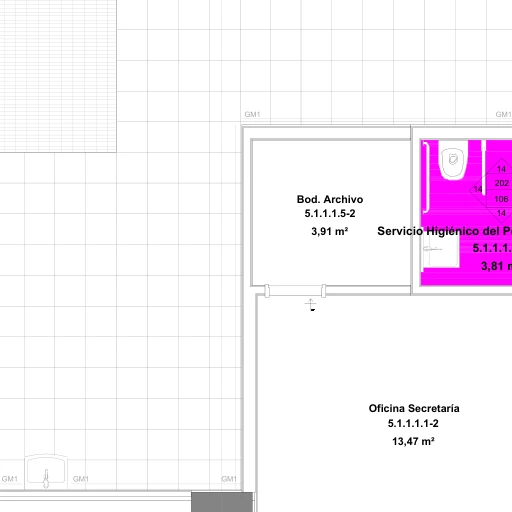 GM1
GM1
14
202
14
106
14
Bod. Archivo
5.1.1.1.5-2
3,91 m²
Servicio Higiénico del
5.1.1.1.
3,81
Oficina Secretaría
5.1.1.1.1-2
13,47 m²
GM1
GM1
GM1